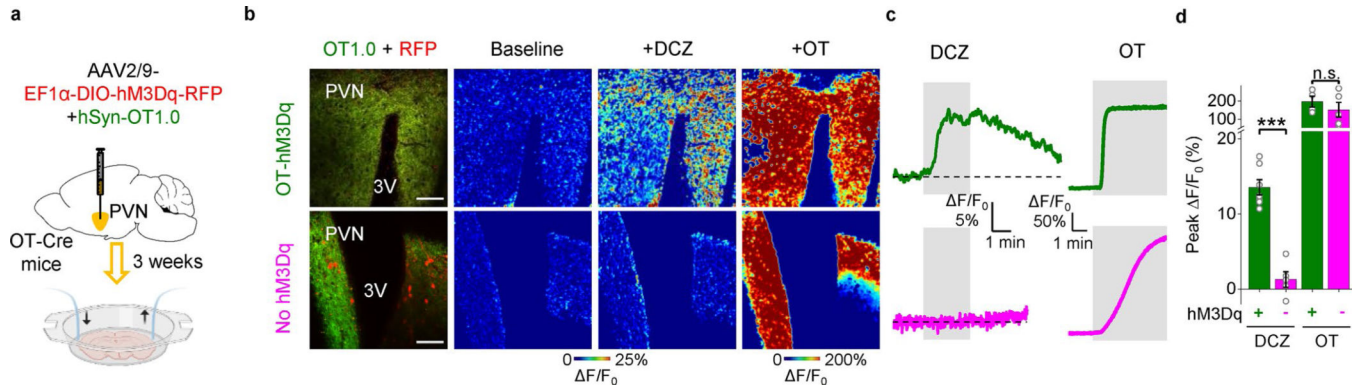 a
AAV2/9-
EF1α-DIO-hM3Dq-RFP
+hSyn-OT1.0
PVN
OT-Cre
mice
3 weeks
b
OT1.0 + RFP
Baseline
+DCZ
+OT
OT-hM3Dq
PVN
3V
No hM3Dq
PVN
3V
0 25%
ΔF/F0
0 200%
ΔF/F0
c
DCZ
OT
ΔF/F0
5%
1 min
ΔF/F0
50%
1 min
d
n.s.
***
Peak ΔF/F0 (%)
200
100
20
10
0
hM3Dq + - + -
DCZ OT